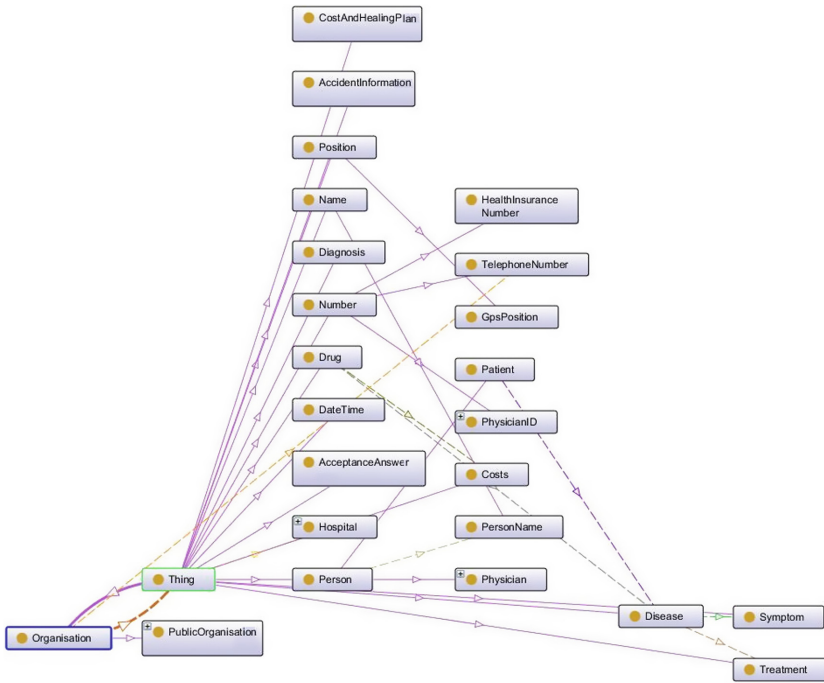 CostAndHealingPlan
AccidentInformation
Position
Name
HealthInsurance
Number
Diagnosis
TelephoneNumber
Number
GpsPosition
Drug
Patient
DateTime
PhysicianID
AcceptanceAnswer
Costs
Hospital
PersonName
Thing
Person
Physician
Disease
Symptom
Organisation
PublicOrganisation
Treatment